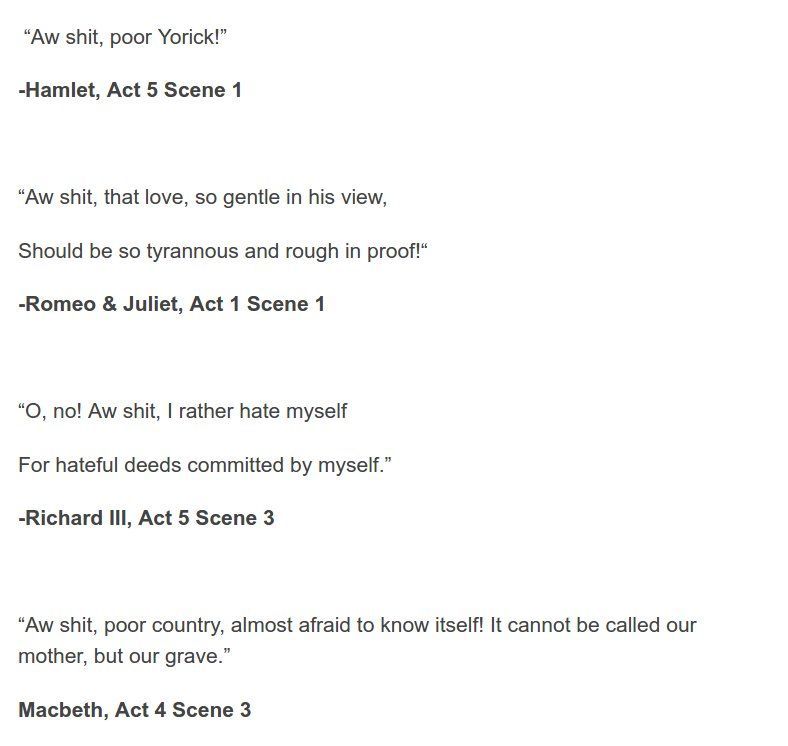 “Aw shit, poor Yorick!”
-Hamlet, Act 5 Scene 1
“Aw shit, that love, so gentle in his view,
Should be so tyrannous and rough in proof!“
-Romeo & Juliet, Act 1 Scene 1
“O, no! Aw shit, I rather hate myself
For hateful deeds committed by myself.”
-Richard III, Act 5 Scene 3
“Aw shit, poor country, almost afraid to know itself! It cannot be called our
mother, but our grave.”
Macbeth, Act 4 Scene 3